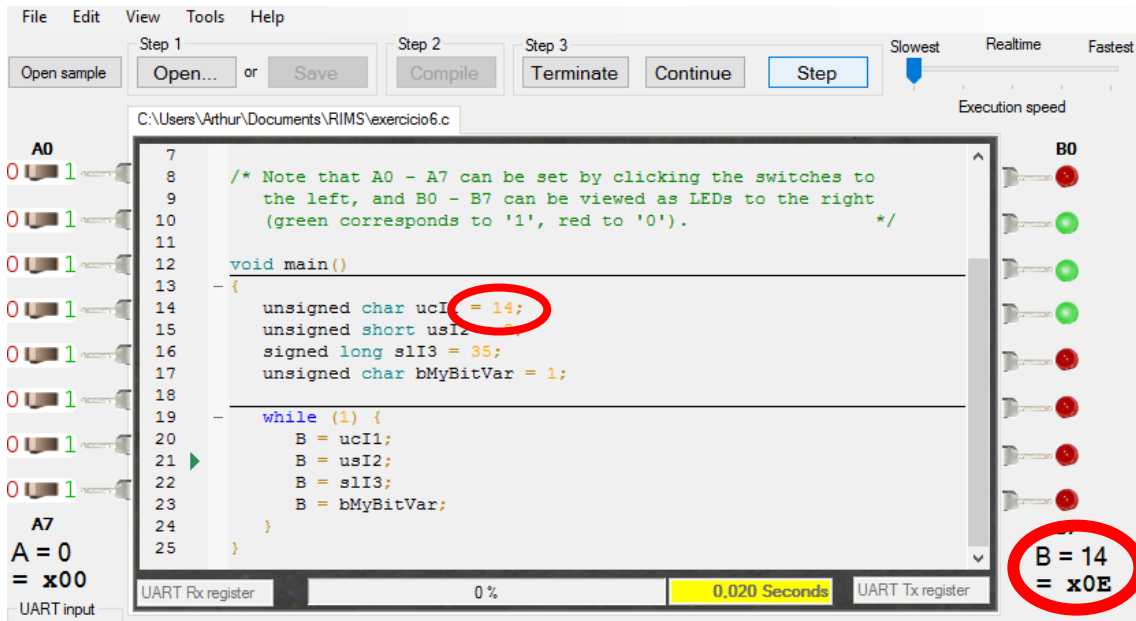 File Edit View Tools Help
Step 1 Step 2 Step 3 Slowest Realtime Fastest
Open sample Open... or Save Compile Terminate Continue Step
Execution speed
C:\Users\Arthur\Documents\RIMS\exercicio6.c
A0 B0
7
0 1 8 /* Note that A0 - A7 can be set by clicking the switches to
9 the left, and B0 - B7 can be viewed as LEDs to the right
0 1 10 (green corresponds to '1', red to '0'). */
11
0 1 12 void main()
13 {
0 1 14 unsigned char ucI1 = 14;
15 unsigned short usI2
0 1 16 signed long slI3 = 35;
17 unsigned char bMyBitVar = 1;
0 1 18
19 while (1) {
0 1 20 B = ucI1;
21 B = usI2;
0 1 22 B = slI3;
23 B = bMyBitVar;
A7 24 }
A = 0 25 } B = 14
= x00 = x0E
UART Rx register 0 % 0,020 Seconds UART Tx register
UART input